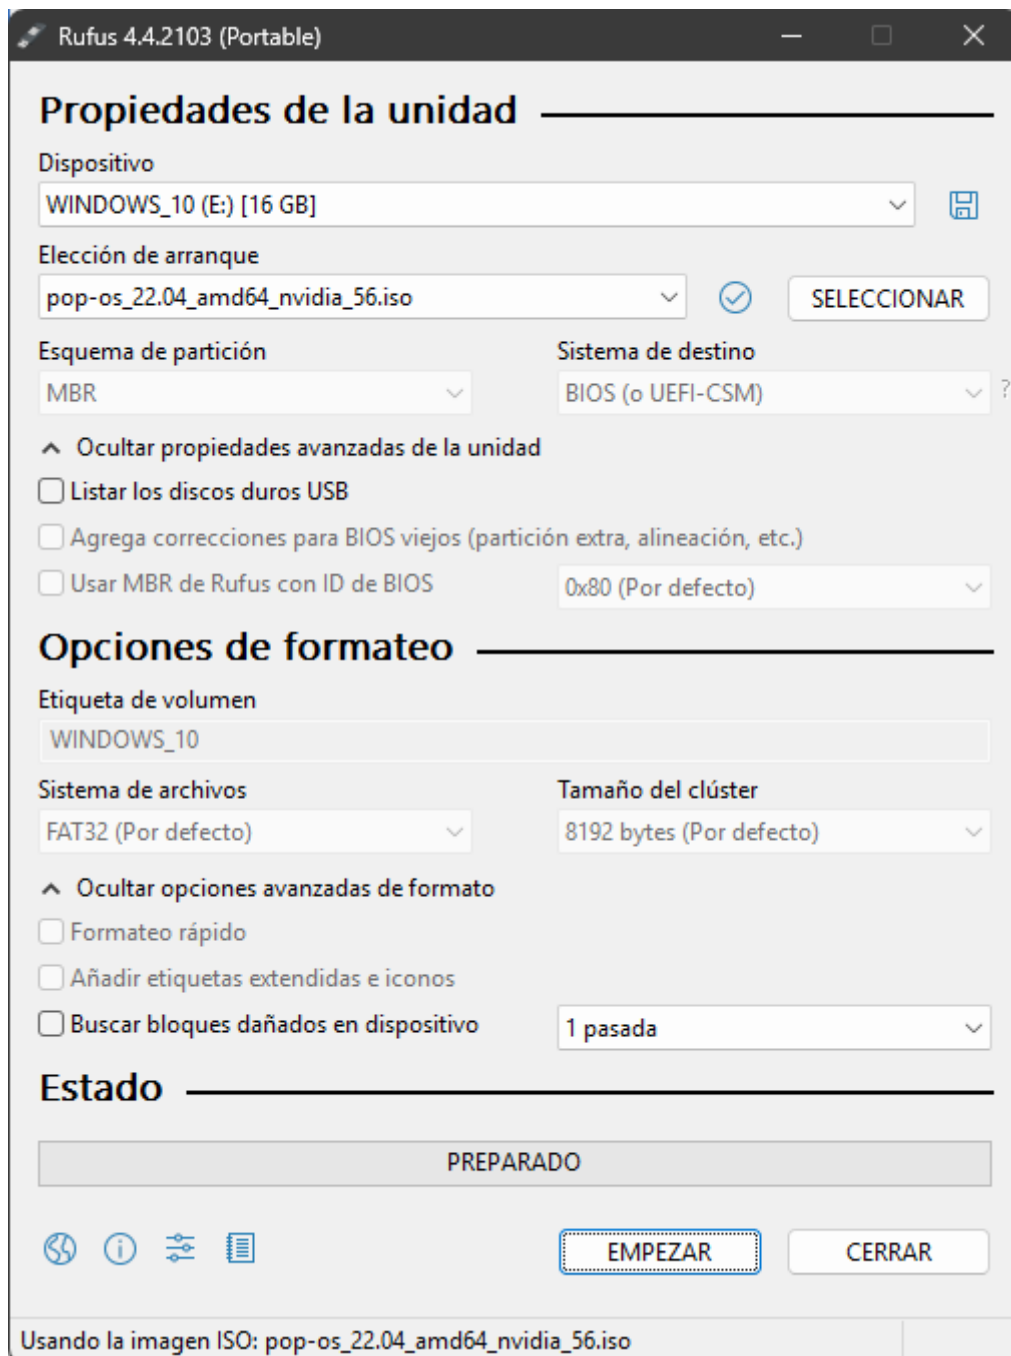 Rufus 4.4.2103 (Portable)
Propiedades de la unidad
Dispositivo
WINDOWS_10 (E:) [16 GB]
Elección de arranque
pop-os_22.04_amd64_nvidia_56.iso
SELECCIONAR
Esquema de partición
Sistema de destino
MBR
BIOS (o UEFI-CSM)
?
Ocultar propiedades avanzadas de la unidad
Listar los discos duros USB
Agrega correcciones para BIOS viejos (partición extra, alineación, etc.)
Usar MBR de Rufus con ID de BIOS
0x80 (Por defecto)
Opciones de formateo
Etiqueta de volumen
WINDOWS_10
Sistema de archivos
Tamaño del clúster
FAT32 (Por defecto)
8192 bytes (Por defecto)
Ocultar opciones avanzadas de formato
Formateo rápido
Añadir etiquetas extendidas e iconos
Buscar bloques dañados en dispositivo
1 pasada
Estado
PREPARADO
EMPEZAR
CERRAR
Usando la imagen ISO: pop-os_22.04_amd64_nvidia_56.iso